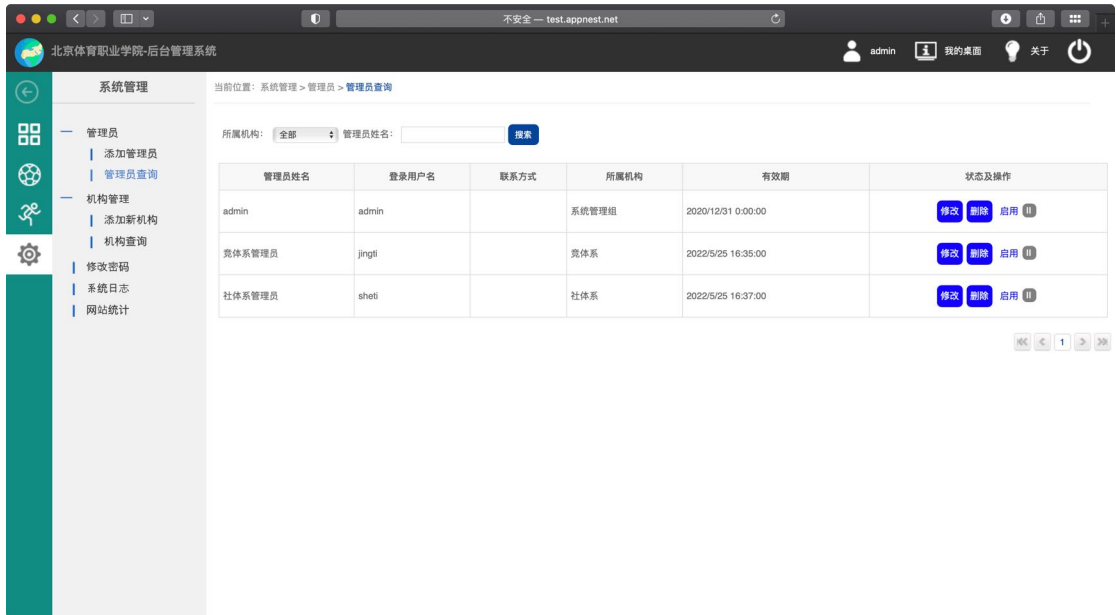 不安全 — test.appnest.net
北京体育职业学院-后台管理系统
admin 我的桌面 关于
系统管理
当前位置：系统管理 > 管理员 > 管理员查询
管理员
添加管理员
管理员查询
机构管理
添加新机构
机构查询
修改密码
系统日志
网站统计
所属机构： 全部 管理员姓名： 搜索
管理员姓名 登录用户名 联系方式 所属机构 有效期 状态及操作
admin admin 系统管理组 2020/12/31 0:00:00 修改 删除 启用
竞体系管理员 jingti 竞体系 2022/5/25 16:35:00 修改 删除 启用
社体系管理员 sheti 社体系 2022/5/25 16:37:00 修改 删除 启用
1